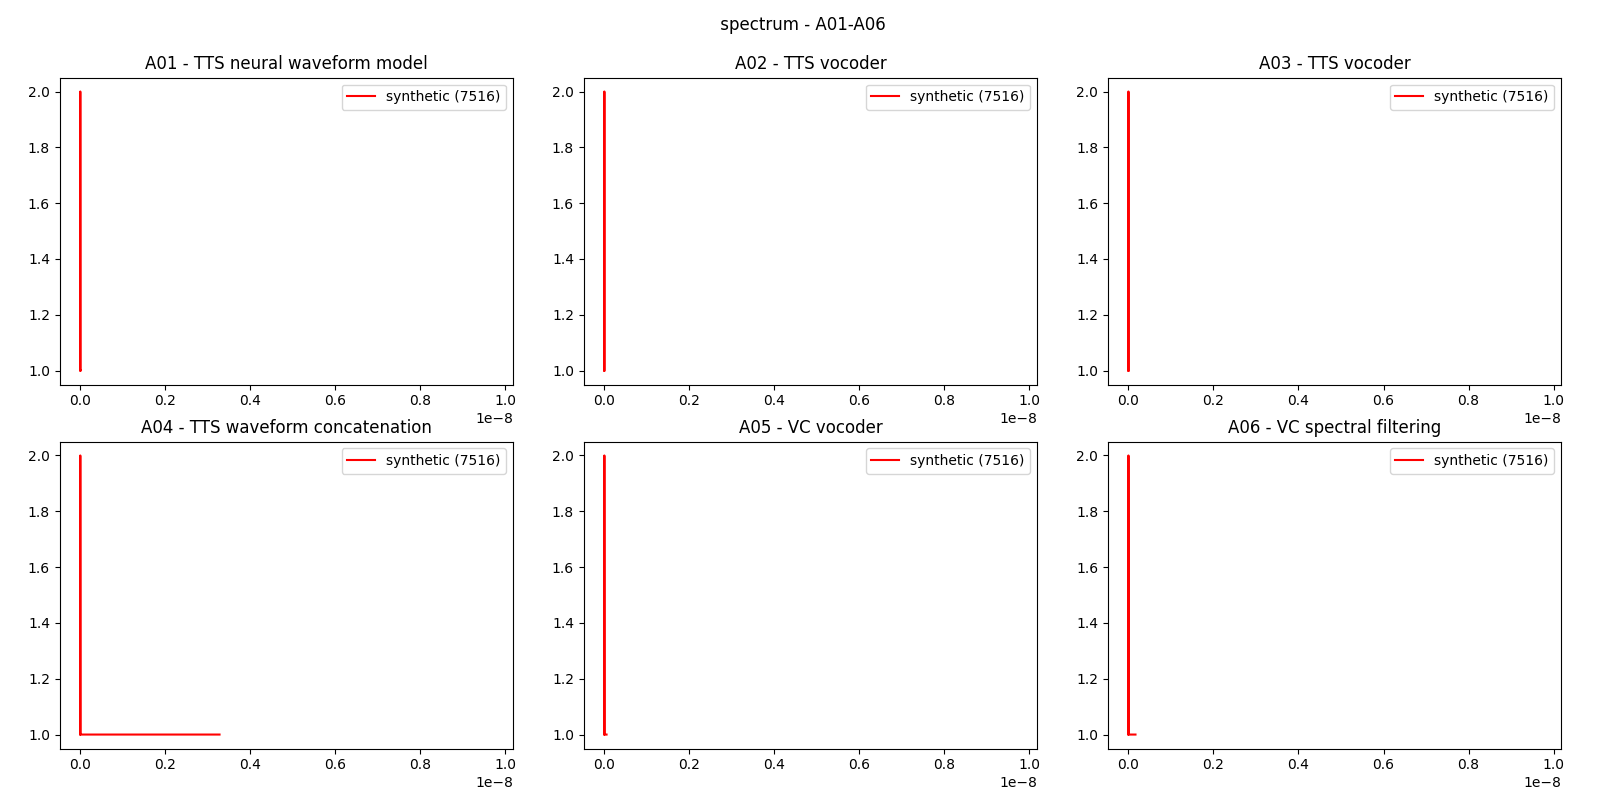 spectrum - A01-A06
A01 - TTS neural waveform model
synthetic (7516)
2.0
1.8
1.6
1.4
1.2
1.0
0.0 0.2 0.4 0.6 0.8 1.0
1e−8
A02 - TTS vocoder
synthetic (7516)
2.0
1.8
1.6
1.4
1.2
1.0
0.0 0.2 0.4 0.6 0.8 1.0
1e−8
A03 - TTS vocoder
synthetic (7516)
2.0
1.8
1.6
1.4
1.2
1.0
0.0 0.2 0.4 0.6 0.8 1.0
1e−8
A04 - TTS waveform concatenation
synthetic (7516)
2.0
1.8
1.6
1.4
1.2
1.0
0.0 0.2 0.4 0.6 0.8 1.0
1e−8
A05 - VC vocoder
synthetic (7516)
2.0
1.8
1.6
1.4
1.2
1.0
0.0 0.2 0.4 0.6 0.8 1.0
1e−8
A06 - VC spectral filtering
synthetic (7516)
2.0
1.8
1.6
1.4
1.2
1.0
0.0 0.2 0.4 0.6 0.8 1.0
1e−8